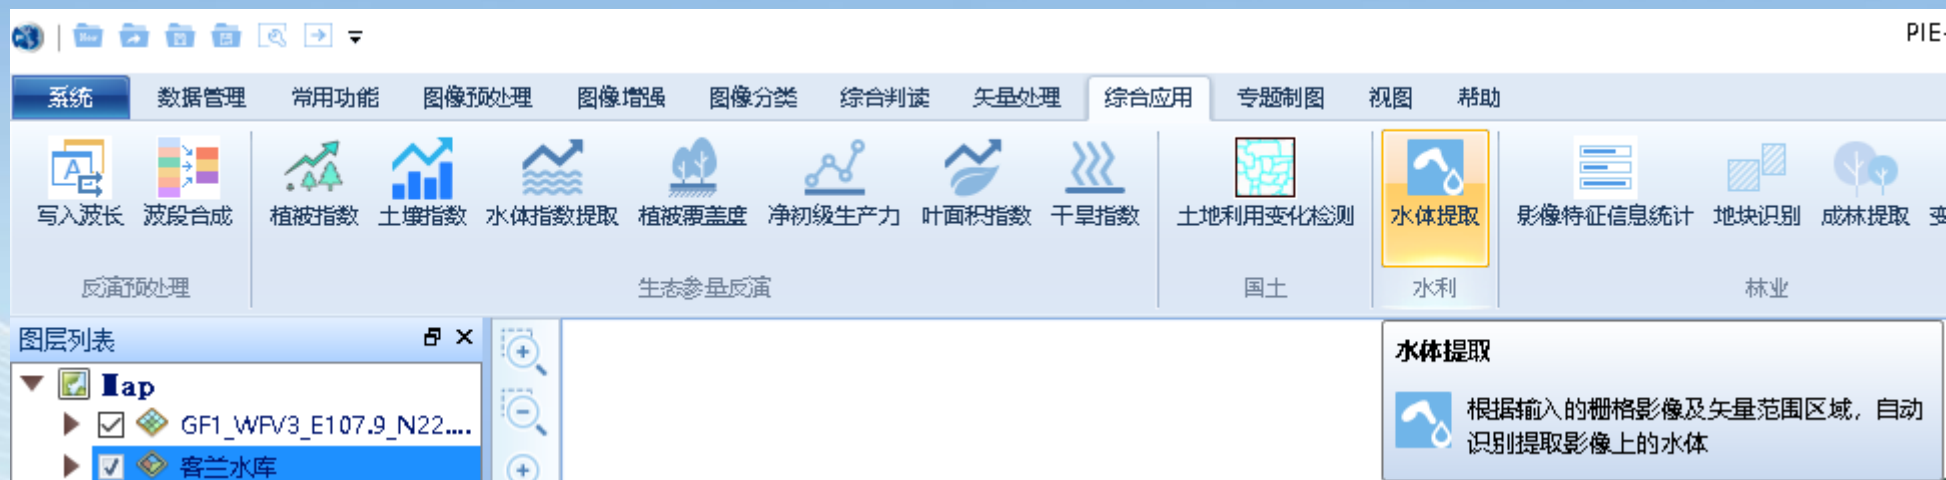 PIE-
系统 数据管理 常用功能 图像预处理 图像增强 图像分类 综合判读 矢量处理 综合应用 专题制图 视图 帮助
写入波长 波段合成 植被指数 土壤指数 水体指数提取 植被覆盖度 净初级生产力 叶面积指数 干旱指数 土地利用变化检测 水体提取 影像特征信息统计 地块识别 成林提取 变
反演预处理 生态参量反演 国土 水利 林业
图层列表
水体提取
Map
根据输入的栅格影像及矢量范围区域，自动
GF1_WFV3_E107.9_N22....
识别提取影像上的水体
客兰水库